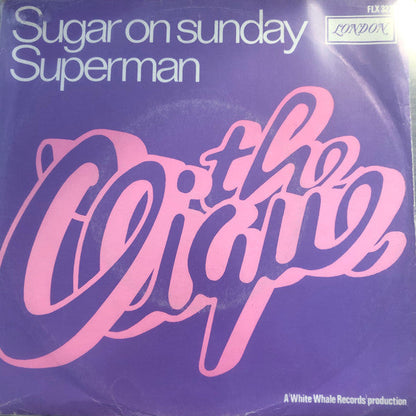 Sugar on sunday
Superman
LONDON
the
Clique
A 'White Whale Records' production